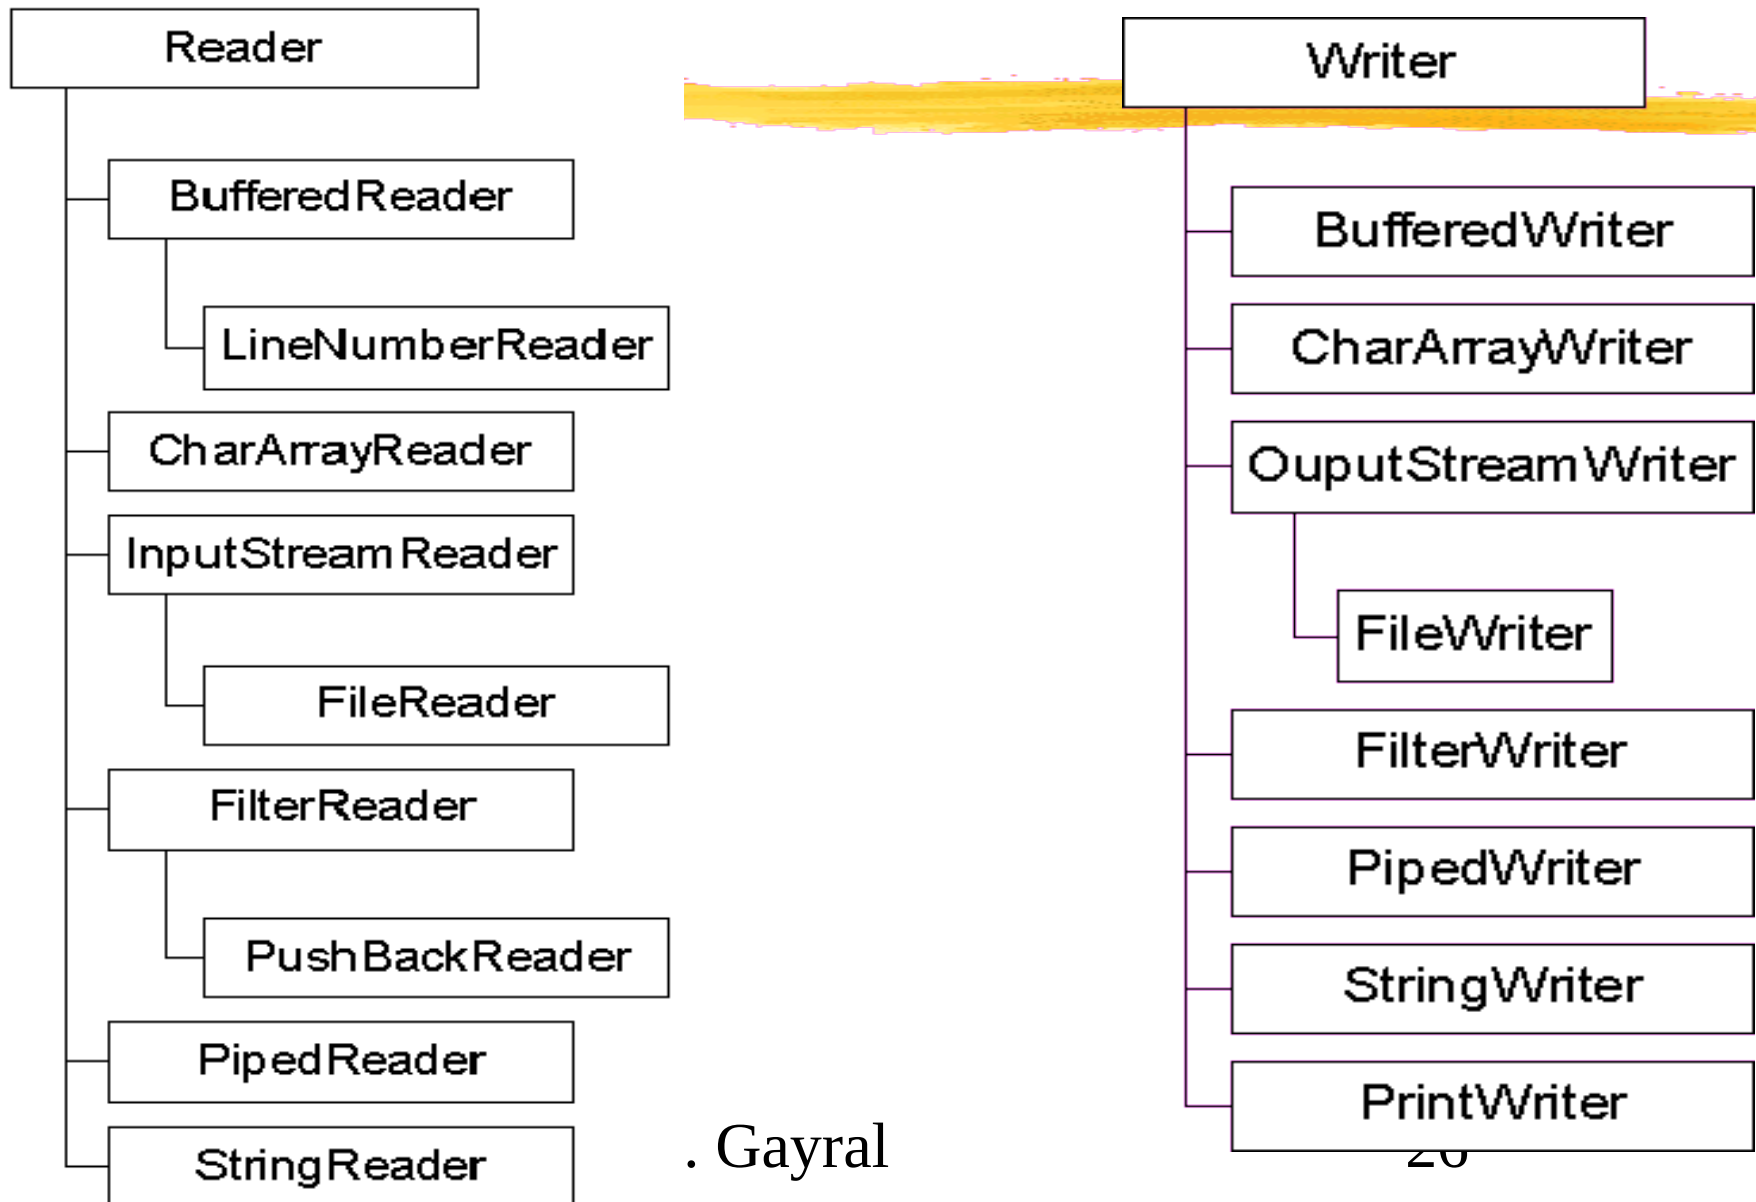 Reader
BufferedReader
LineNumberReader
CharArrayReader
InputStreamReader
FileReader
FilterReader
PushBackReader
PipedReader
StringReader
Writer
BufferedWriter
CharArrayWriter
OuputStreamWriter
FileWriter
FilterWriter
PipedWriter
StringWriter
PrintWriter
. Gayral